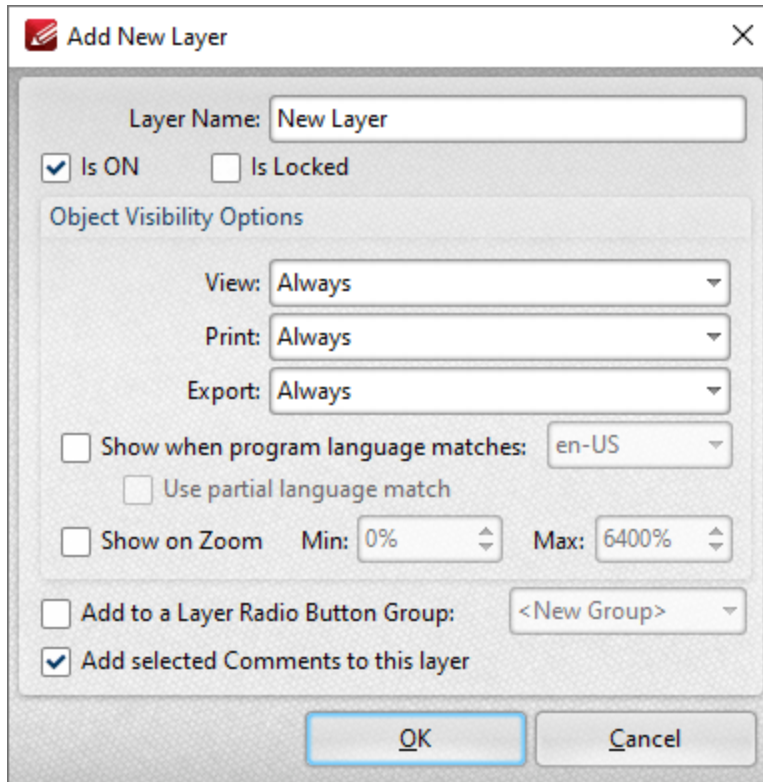 Add New Layer
Layer Name: New Layer
Is ON Is Locked
Object Visibility Options
View: Always
Print: Always
Export: Always
Show when program language matches: en-US
Use partial language match
Show on Zoom Min: 0% Max: 6400%
Add to a Layer Radio Button Group: <New Group>
Add selected Comments to this layer
OK Cancel